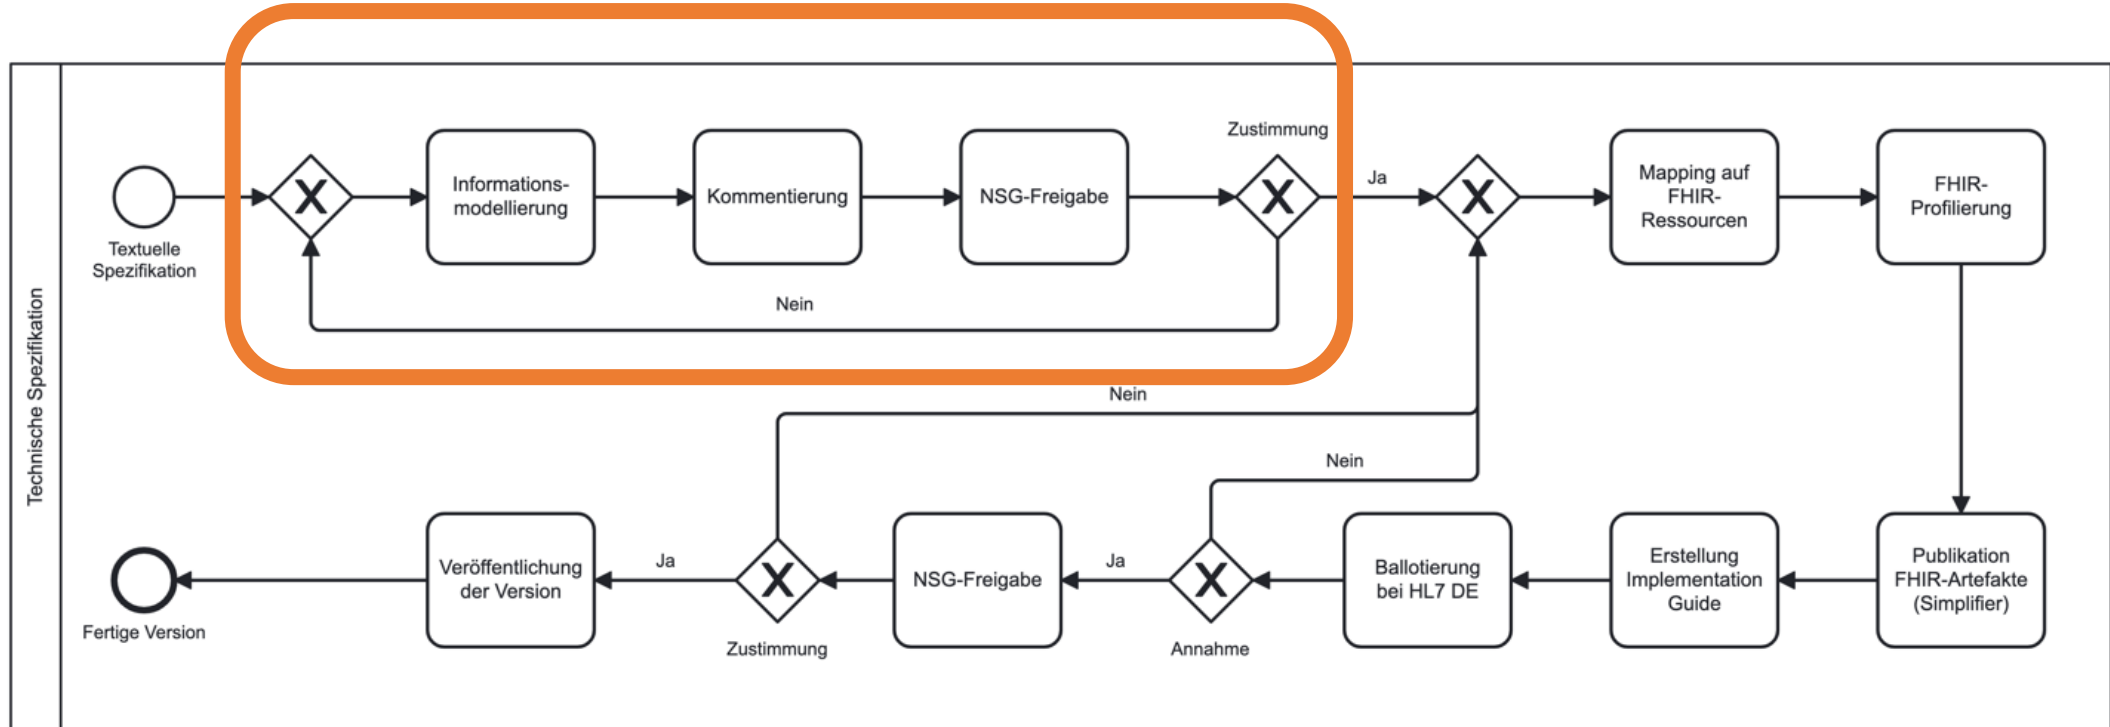 Technische Spezifikation
Textuelle
Spezifikation
X
Informations-
modellierung
Kommentierung
NSG-Freigabe
Zustimmung
X
Nein
Ja
X
Mapping auf
FHIR-
Ressourcen
FHIR-
Profilierung
Publikation
FHIR-Artefakte
(Simplifier)
Erstellung
Implementation
Guide
Ballotierung
bei HL7 DE
X
Annahme
Nein
Ja
NSG-Freigabe
X
Zustimmung
Nein
Ja
Veröffentlichung
der Version
Fertige Version